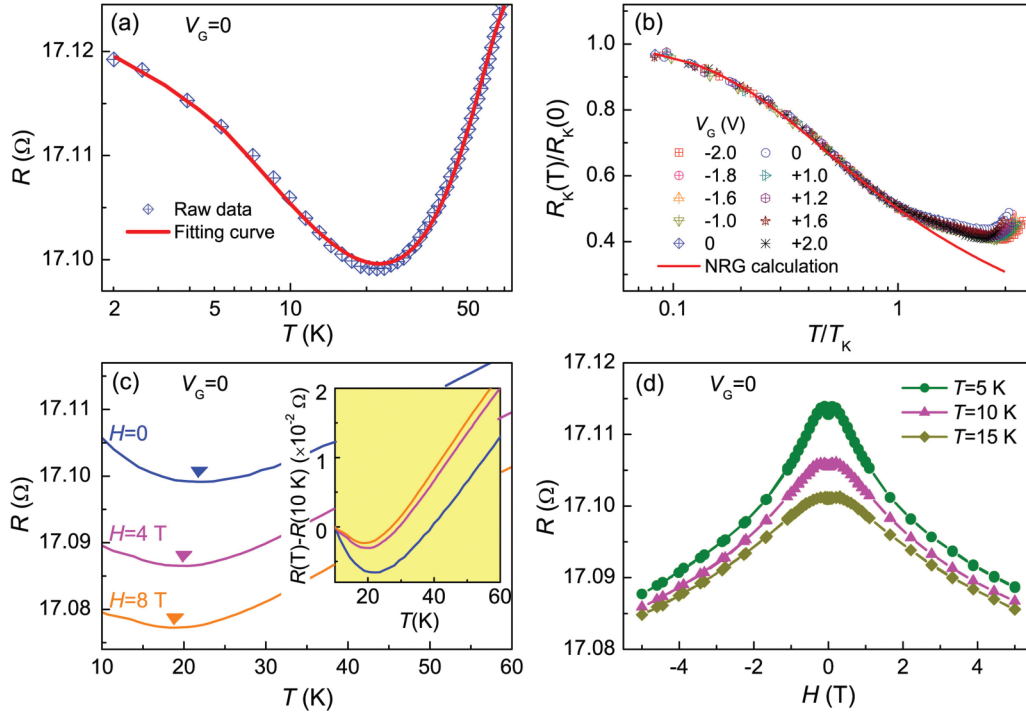 (a)
V_G=0
17.12
17.11
17.10
R (Ω)
Raw data
Fitting curve
2
10
50
T (K)
(b)
1.0
0.8
0.6
0.4
R_K(T)/R_K(0)
V_G (V)
-2.0
0
-1.8
+1.0
-1.6
+1.2
-1.0
+1.6
0
+2.0
NRG calculation
0.1
1
T/T_K
(c)
V_G=0
17.11
17.10
17.09
17.08
R (Ω)
H=0
H=4 T
H=8 T
2
1
0
R(T)-R(10 K) (×10⁻² Ω)
20
40
60
T(K)
10
20
30
40
50
60
T (K)
(d)
V_G=0
17.12
17.11
17.10
17.09
17.08
R (Ω)
T=5 K
T=10 K
T=15 K
-4
-2
0
2
4
H (T)